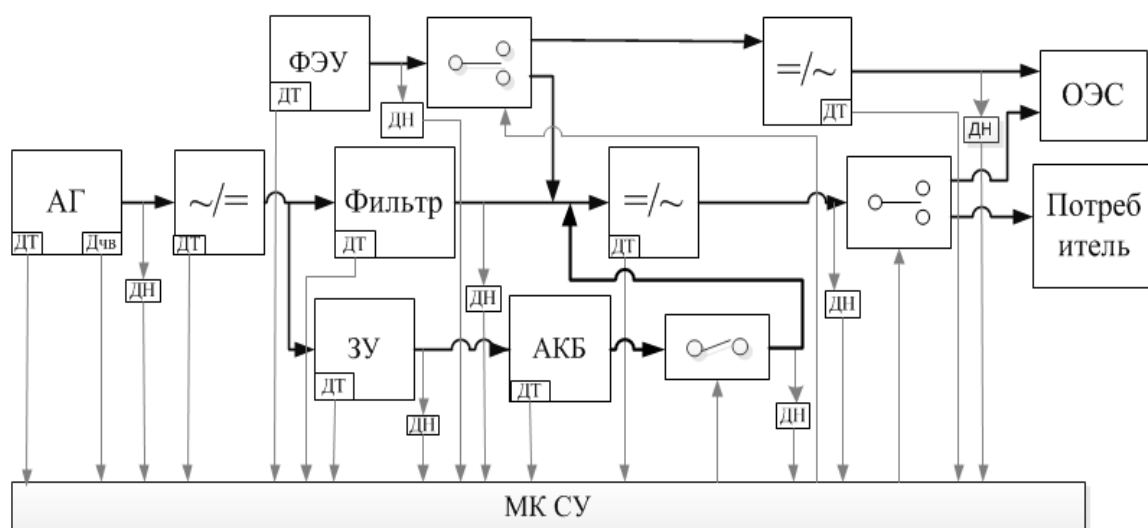 ФЭУ
ДТ
=/~
ДТ
ОЭС
ДН
ДН
АГ
ДТ
Дчв
~/=
ДТ
Фильтр
ДТ
=/~
ДТ
Потреб
итель
ДН
ДН
ДН
ЗУ
ДТ
АКБ
ДТ
ДН
ДН
МК СУ